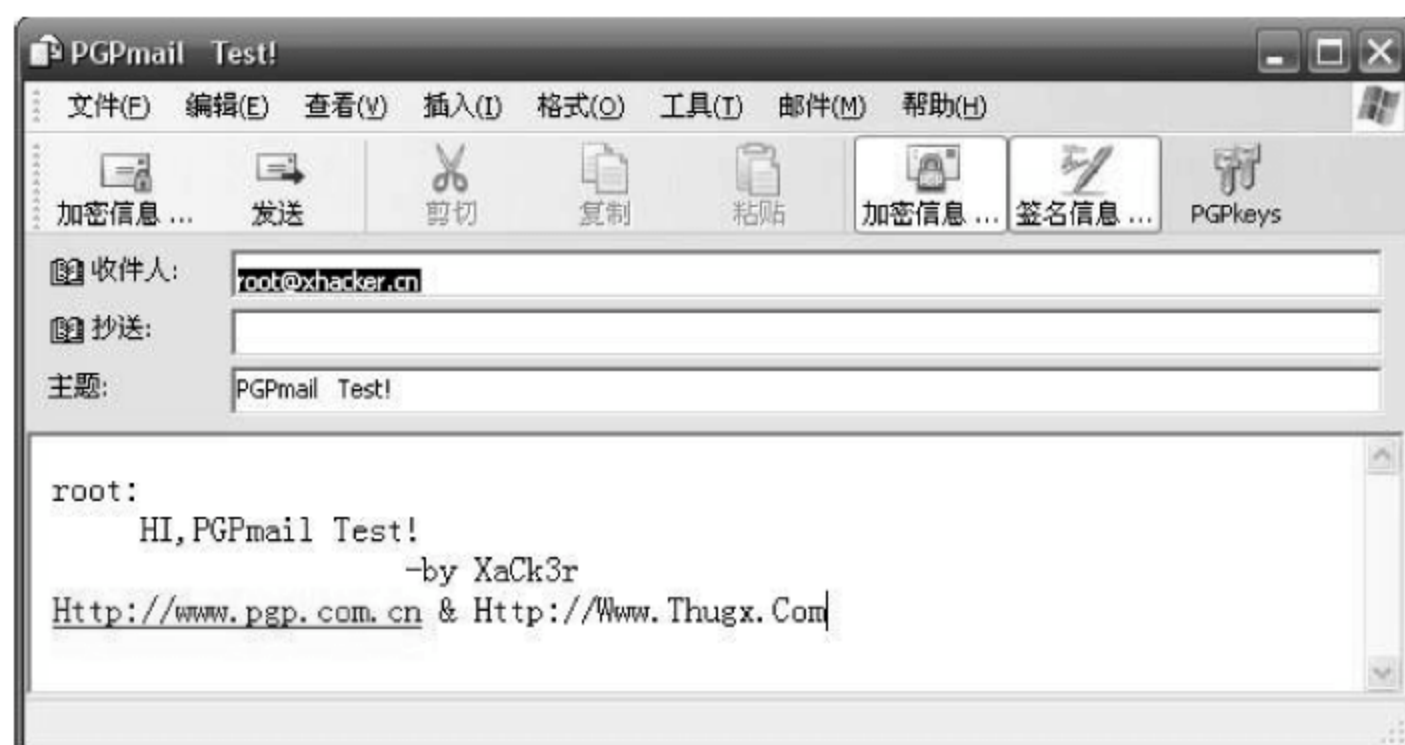 PGPmail Test!
文件(F) 编辑(E) 查看(V) 插入(I) 格式(O) 工具(T) 邮件(M) 帮助(H)
加密信息 ... 发送 剪切 复制 粘贴 加密信息 ... 签名信息 ... PGPkeys
收件人: root@xhacker.cn
抄送:
主题: PGPmail Test!
root:
HI,PGPmail Test!
-by XaCk3r
Http://www.pgp.com.cn & Http://Www.Thugx.Com